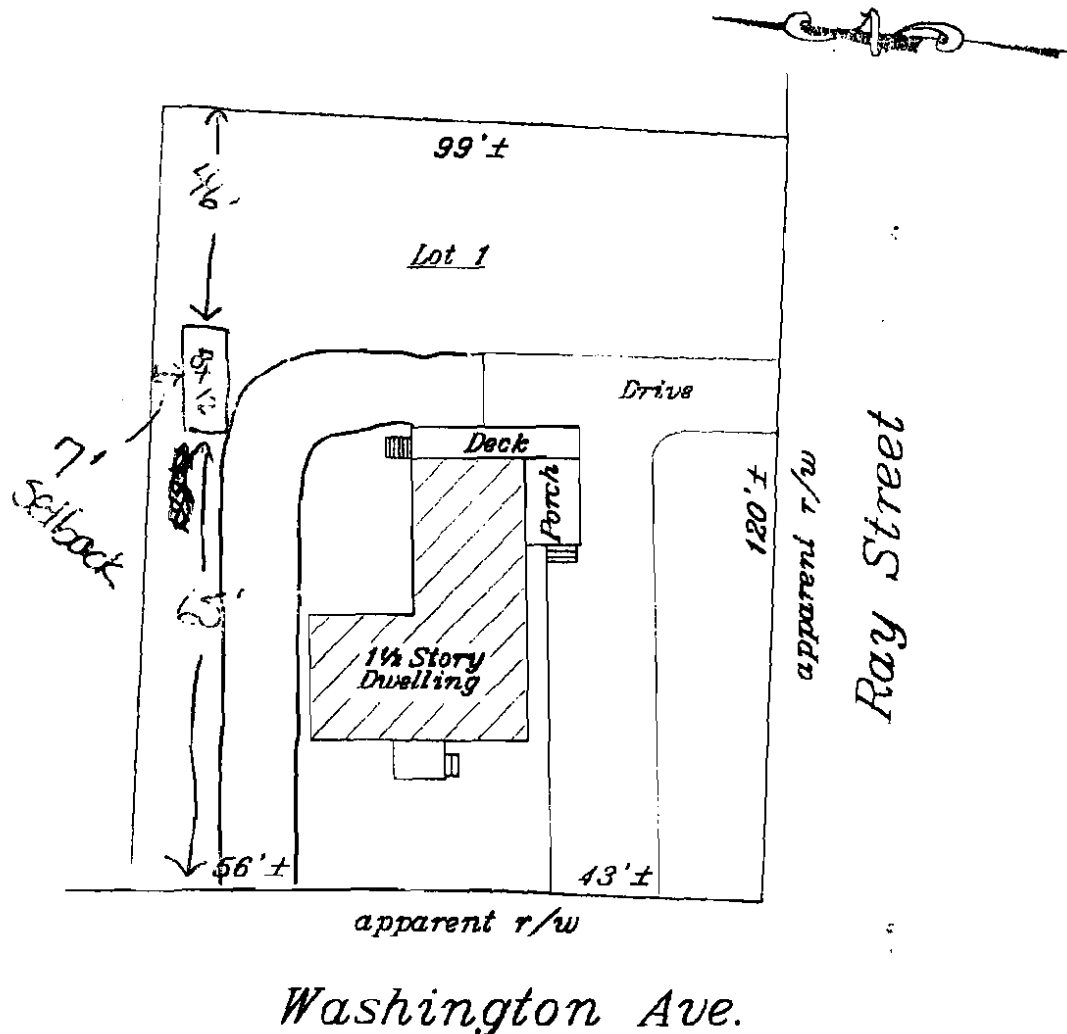 99'±
Lot 1
Drive
Deck
Porch
7'
setback
120'±
apparent r/w
Ray Street
1½ Story
Dwelling
56'±
43'±
apparent r/w
Washington Ave.